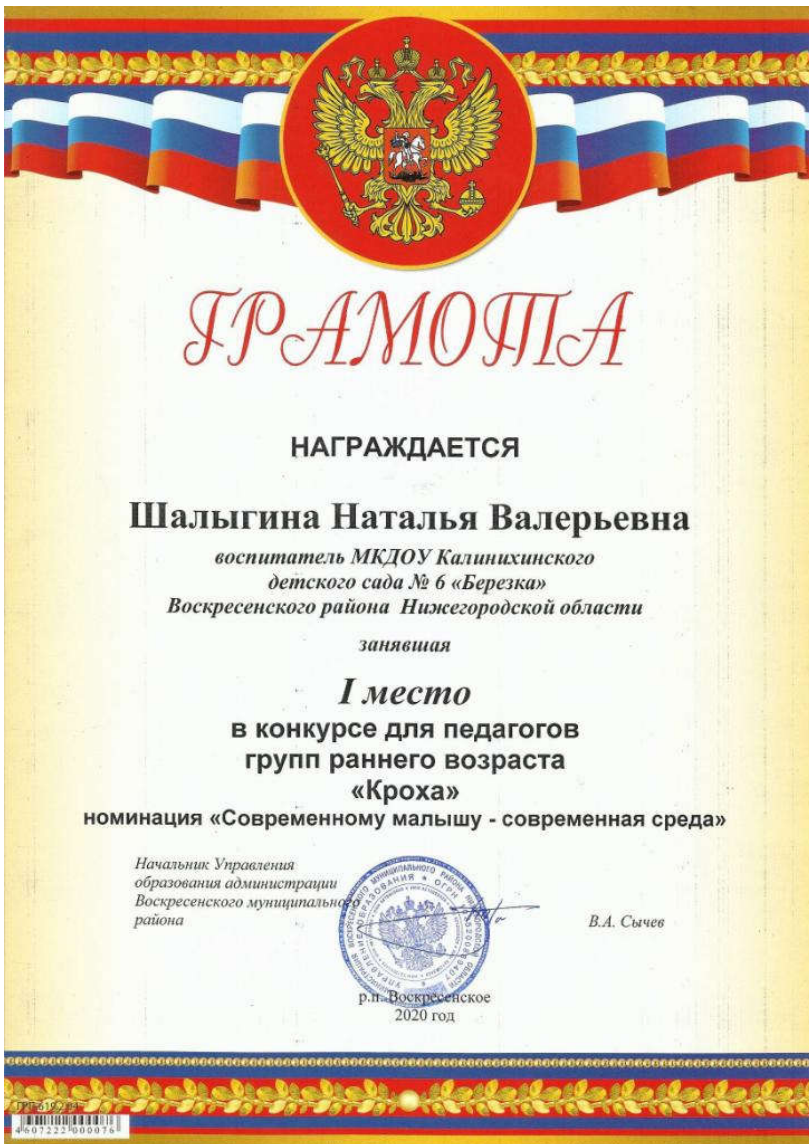 ГРАМОТА
НАГРАЖДАЕТСЯ
Шалыгина Наталья Валерьевна
воспитатель МКДОУ Калинихинского
детского сада № 6 «Березка»
Воскресенского района Нижегородской области
занявшая
I место
в конкурсе для педагогов
групп раннего возраста
«Кроха»
номинация «Современному малышу - современная среда»
Начальник Управления
образования администрации
Воскресенского муниципального
района
В.А. Сычев
р.п. Воскресенское
2020 год
4607222 000076